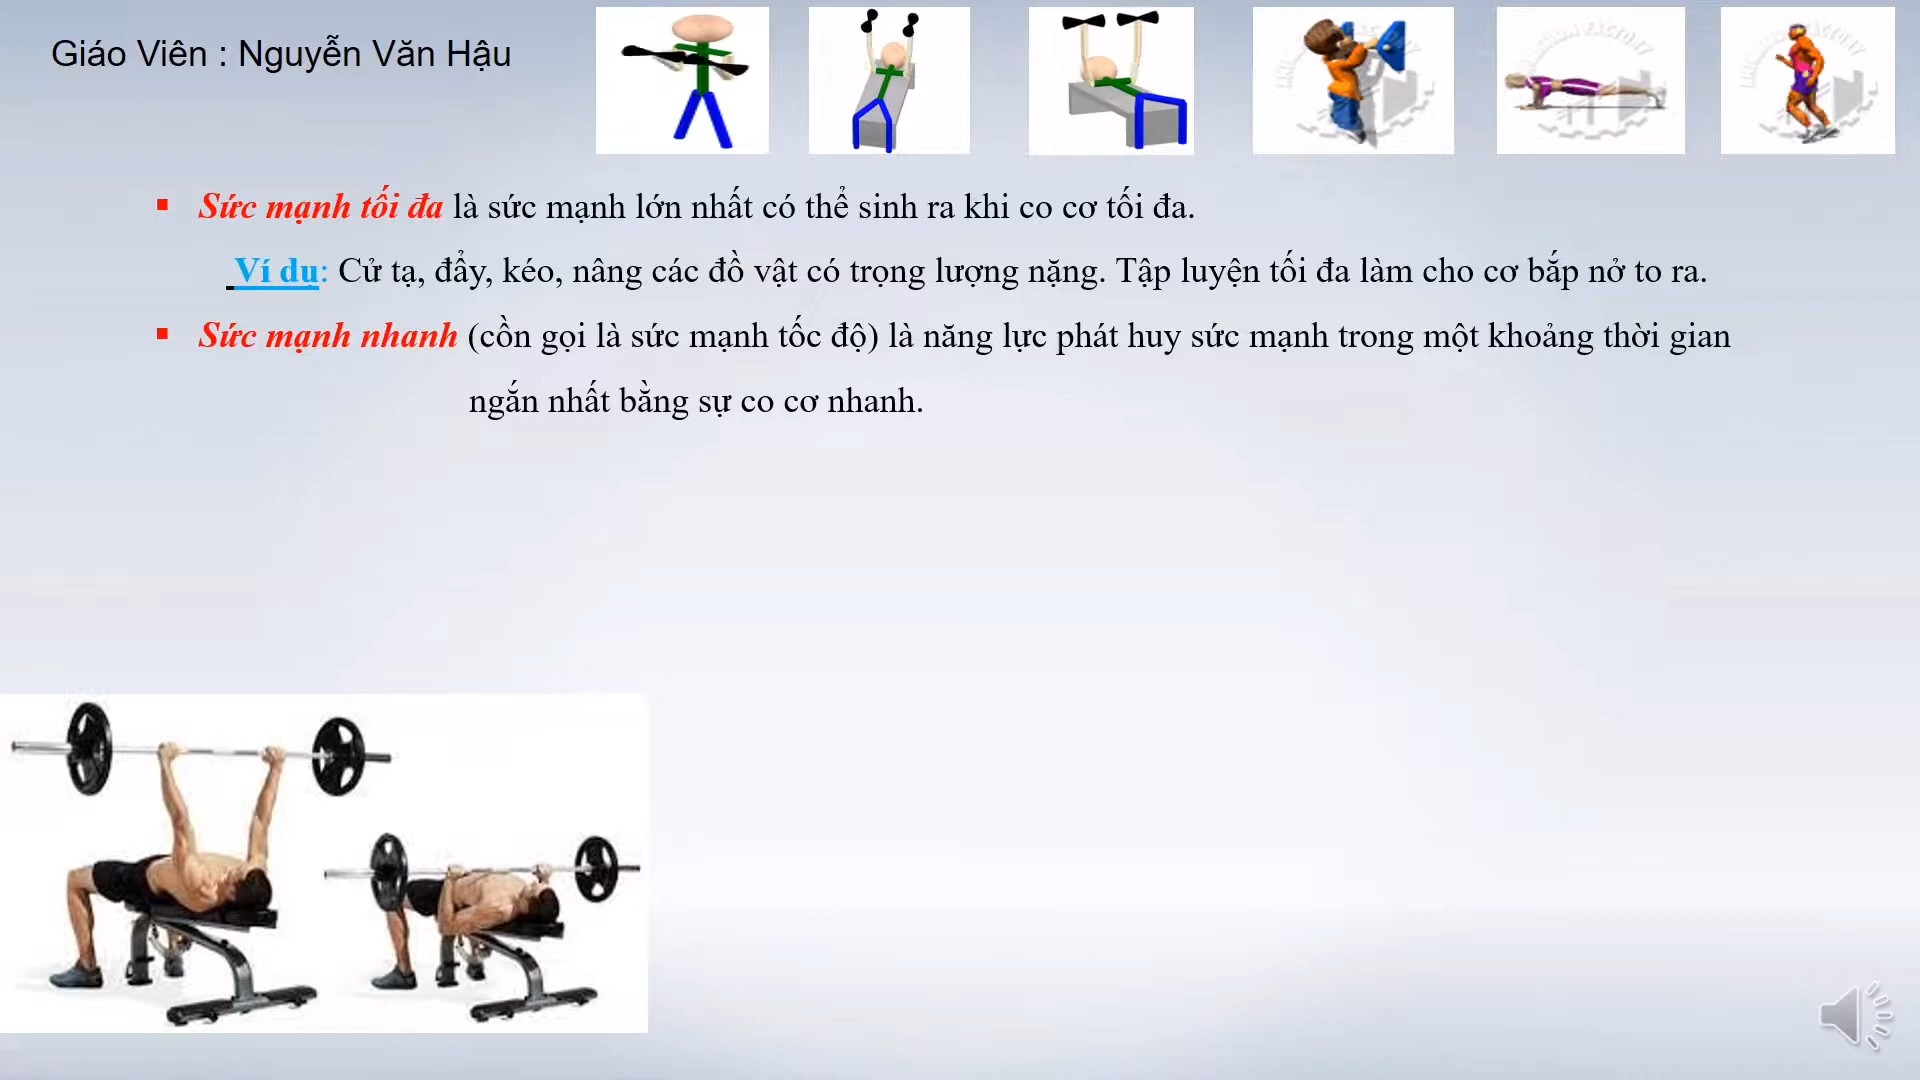 Giáo Viên : Nguyễn Văn Hậu
Sức mạnh tối đa là sức mạnh lớn nhất có thể sinh ra khi co cơ tối đa.
Ví dụ: Cử tạ, đẩy, kéo, nâng các đồ vật có trọng lượng nặng. Tập luyện tối đa làm cho cơ bắp nở to ra.
Sức mạnh nhanh (cồn gọi là sức mạnh tốc độ) là năng lực phát huy sức mạnh trong một khoảng thời gian
ngắn nhất bằng sự co cơ nhanh.